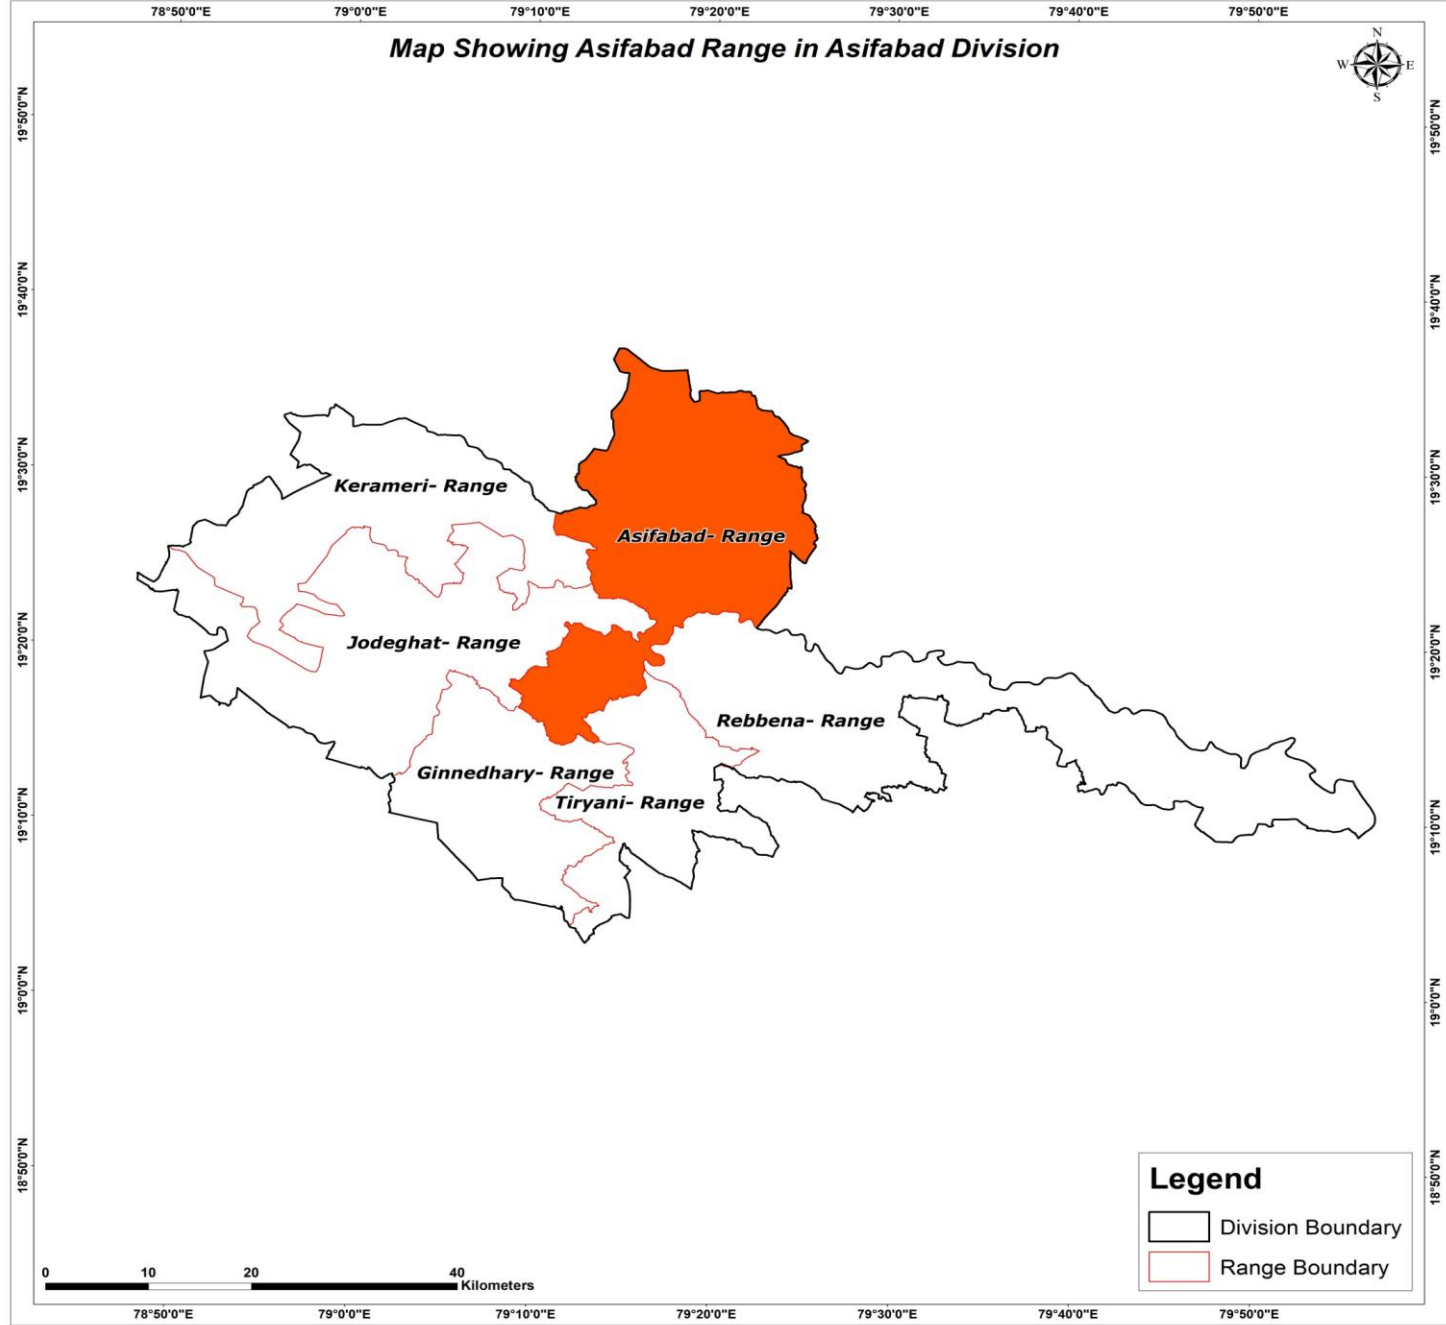 78°50'0"E 79°0'0"E 79°10'0"E 79°20'0"E 79°30'0"E 79°40'0"E 79°50'0"E
Map Showing Asifabad Range in Asifabad Division
N
W E
S
19°50'0"N 19°50'0"N
19°40'0"N 19°40'0"N
19°30'0"N 19°30'0"N
Kerameri- Range
Asifabad- Range
19°20'0"N 19°20'0"N
Jodeghat- Range
Rebbena- Range
Ginnedhary- Range
Tiryani- Range
19°10'0"N 19°10'0"N
19°0'0"N 19°0'0"N
18°50'0"N 18°50'0"N
Legend
Division Boundary
Range Boundary
0 10 20 40
Kilometers
78°50'0"E 79°0'0"E 79°10'0"E 79°20'0"E 79°30'0"E 79°40'0"E 79°50'0"E